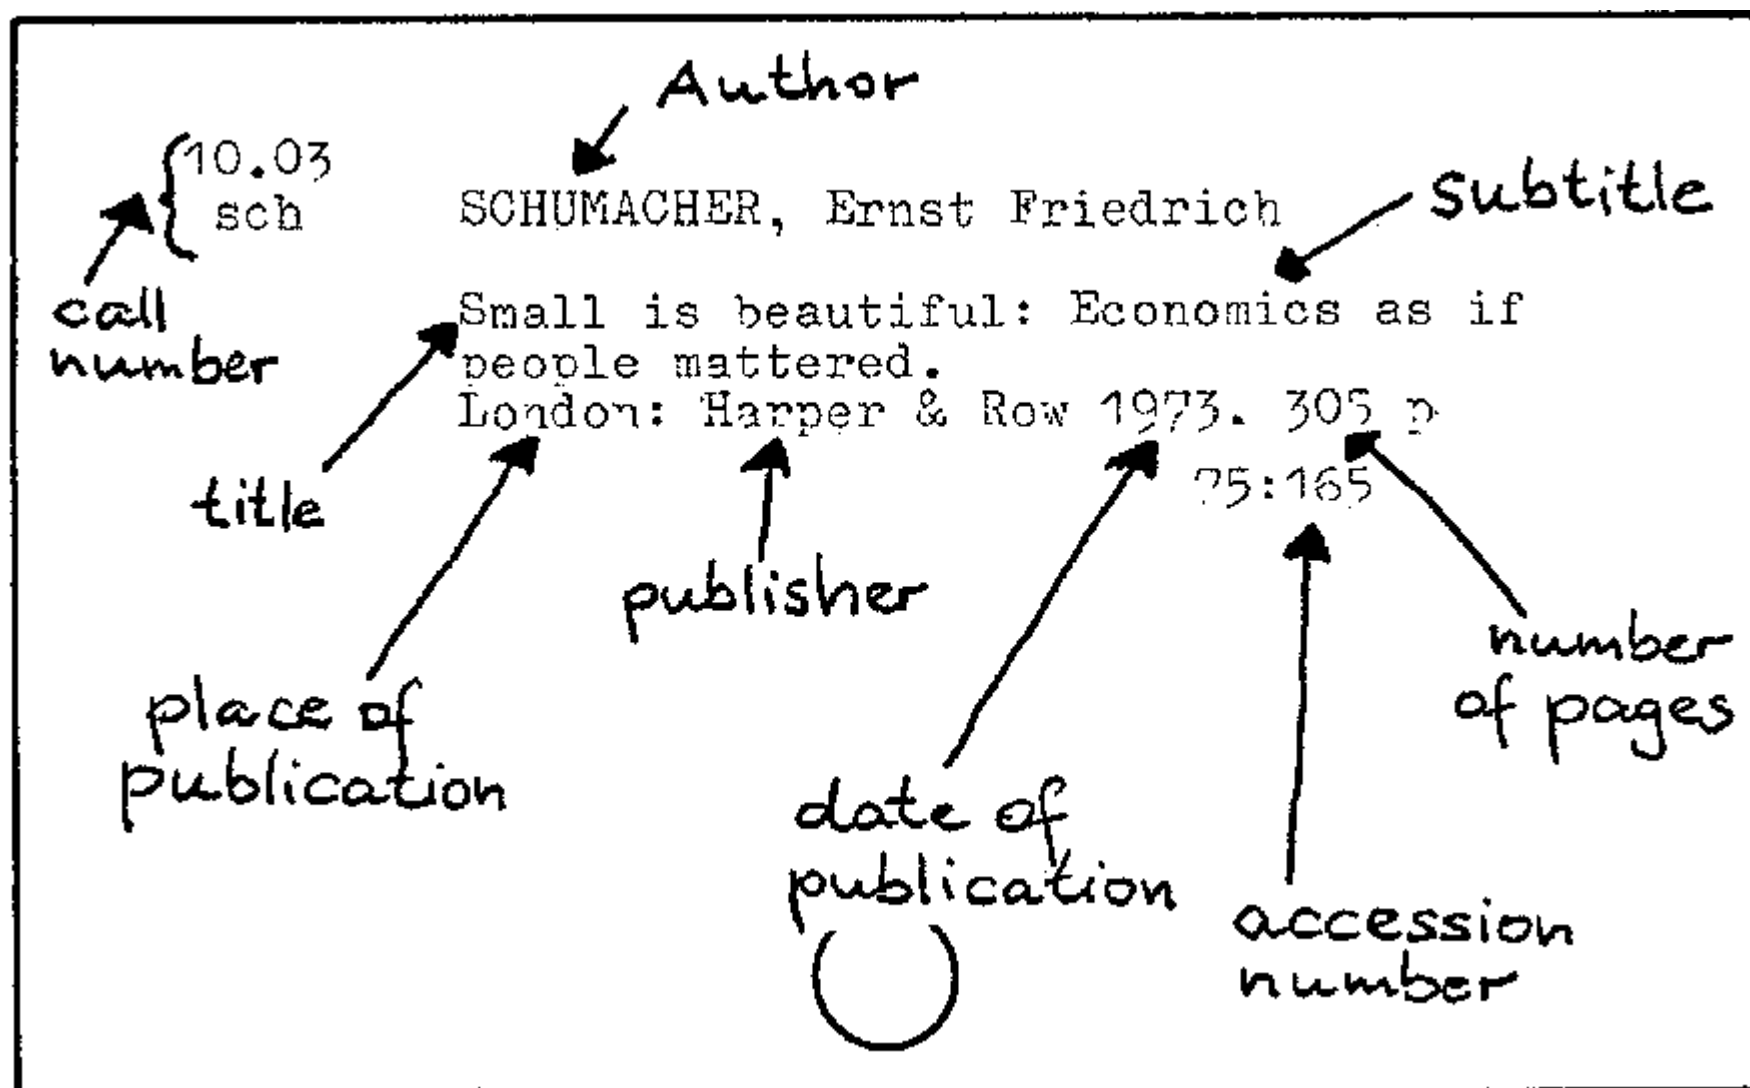 Author
10.03
sch
SCHUMACHER, Ernst Friedrich
subtitle
call
number
Small is beautiful: Economics as if
people mattered.
London: Harper & Row 1973. 305 p
75:165
title
publisher
place of
publication
number
of pages
date of
publication
accession
number